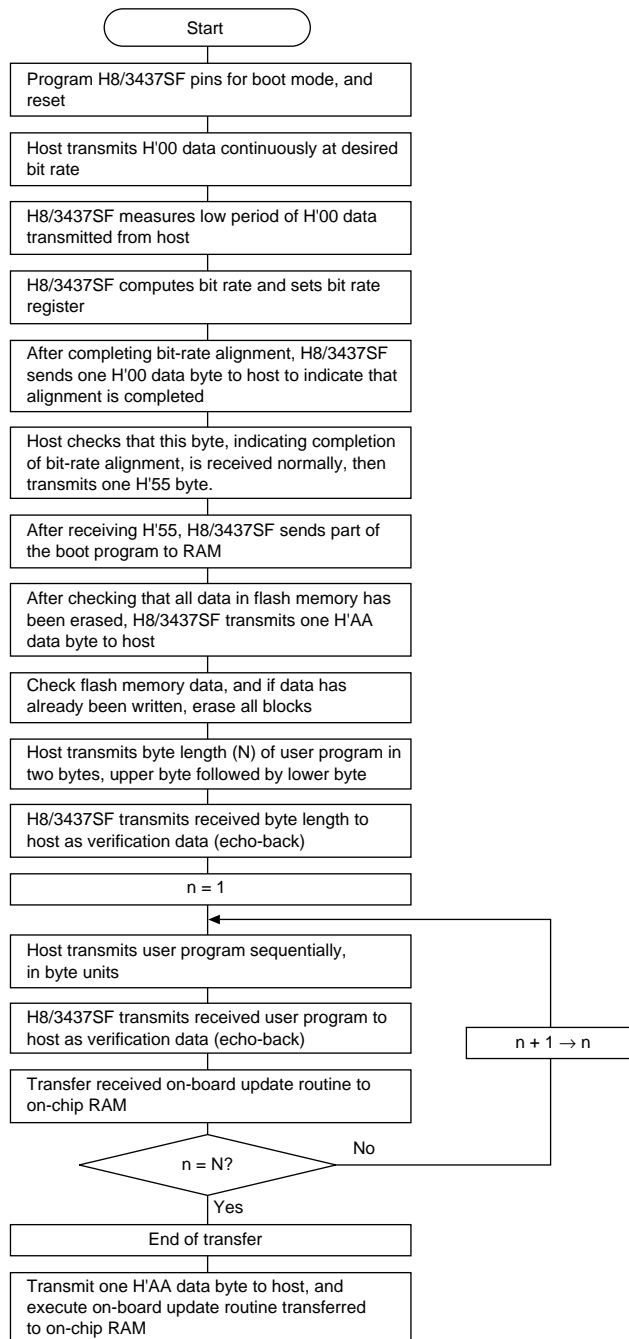 Start
Program H8/3437SF pins for boot mode, and
reset
Host transmits H'00 data continuously at desired
bit rate
H8/3437SF measures low period of H'00 data
transmitted from host
H8/3437SF computes bit rate and sets bit rate
register
After completing bit-rate alignment, H8/3437SF
sends one H'00 data byte to host to indicate that
alignment is completed
Host checks that this byte, indicating completion
of bit-rate alignment, is received normally, then
transmits one H'55 byte.
After receiving H'55, H8/3437SF sends part of
the boot program to RAM
After checking that all data in flash memory has
been erased, H8/3437SF transmits one H'AA
data byte to host
Check flash memory data, and if data has
already been written, erase all blocks
Host transmits byte length (N) of user program in
two bytes, upper byte followed by lower byte
H8/3437SF transmits received byte length to
host as verification data (echo-back)
n = 1
Host transmits user program sequentially,
in byte units
H8/3437SF transmits received user program to
host as verification data (echo-back)
n + 1 → n
Transfer received on-board update routine to
on-chip RAM
n = N?
No
Yes
End of transfer
Transmit one H'AA data byte to host, and
execute on-board update routine transferred
to on-chip RAM